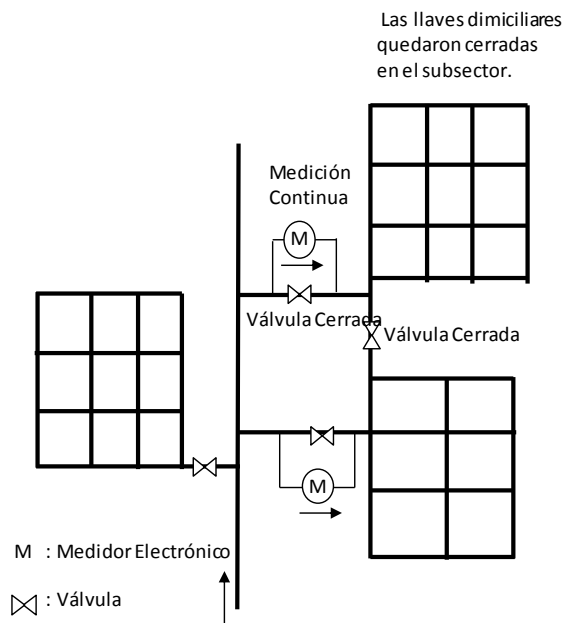 Las llaves dimiciliares
quedaron cerradas
en el subsector.
Medición
Continua
M
Válvula Cerrada
Válvula Cerrada
M
M : Medidor Electrónico
: Válvula